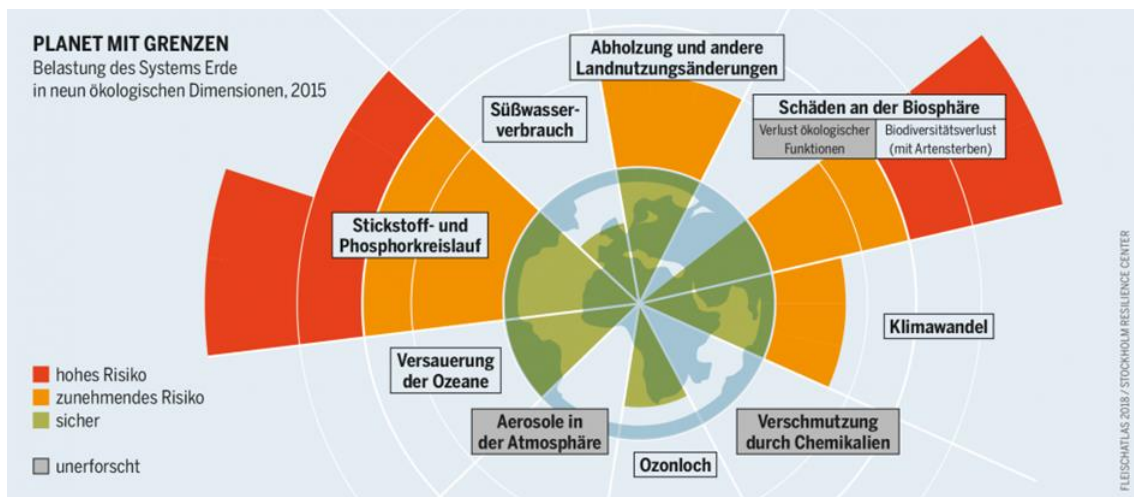 PLANET MIT GRENZEN
Belastung des Systems Erde
in neun ökologischen Dimensionen, 2015
Abholzung und andere
Landnutzungsänderungen
Süßwasser-
verbrauch
Schäden an der Biosphäre
Verlust ökologischer
Funktionen
Biodiversitätsverlust
(mit Artensterben)
Stickstoff- und
Phosphorkreislauf
Klimawandel
Versauerung
der Ozeane
Aerosole in
der Atmosphäre
Ozonloch
Verschmutzung
durch Chemikalien
hohes Risiko
zunehmendes Risiko
sicher
unerforscht
FLEISCHATLAS 2018 / STOCKHOLM RESILIENCE CENTER